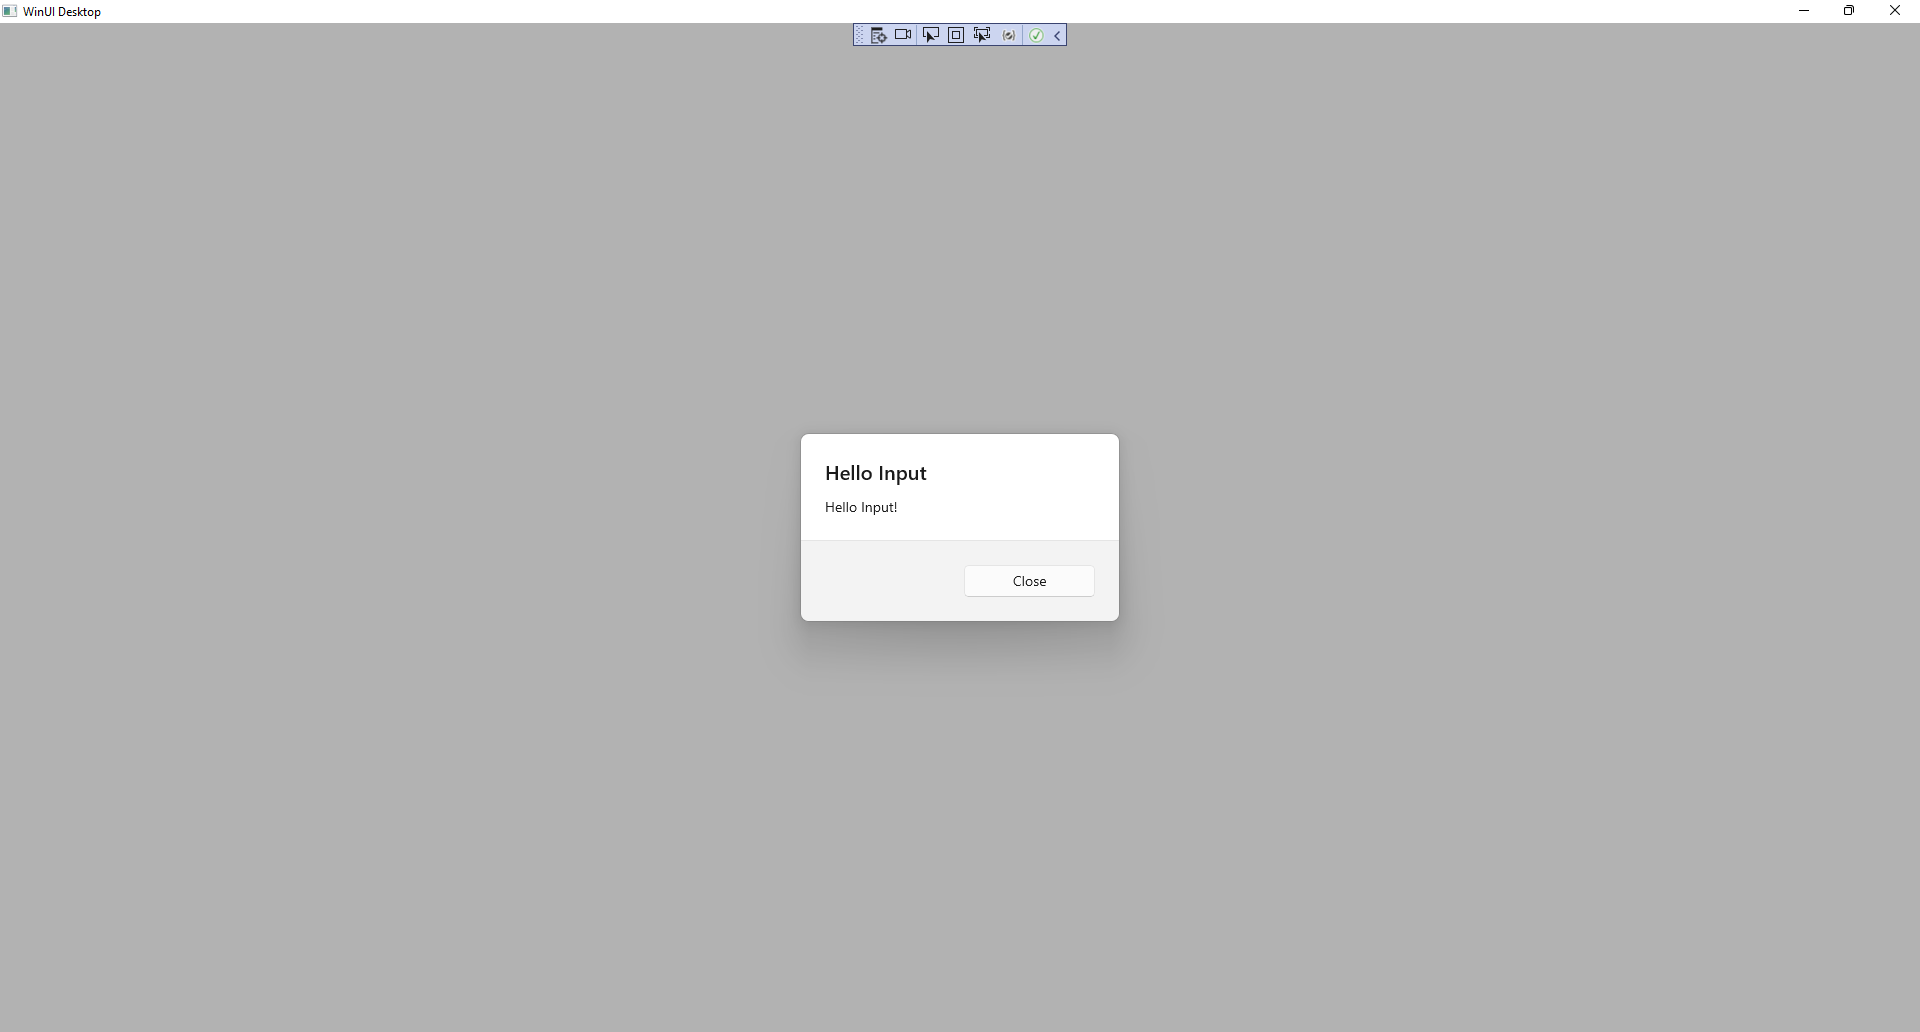 WinUI Desktop
Hello Input
Hello Input!
Close